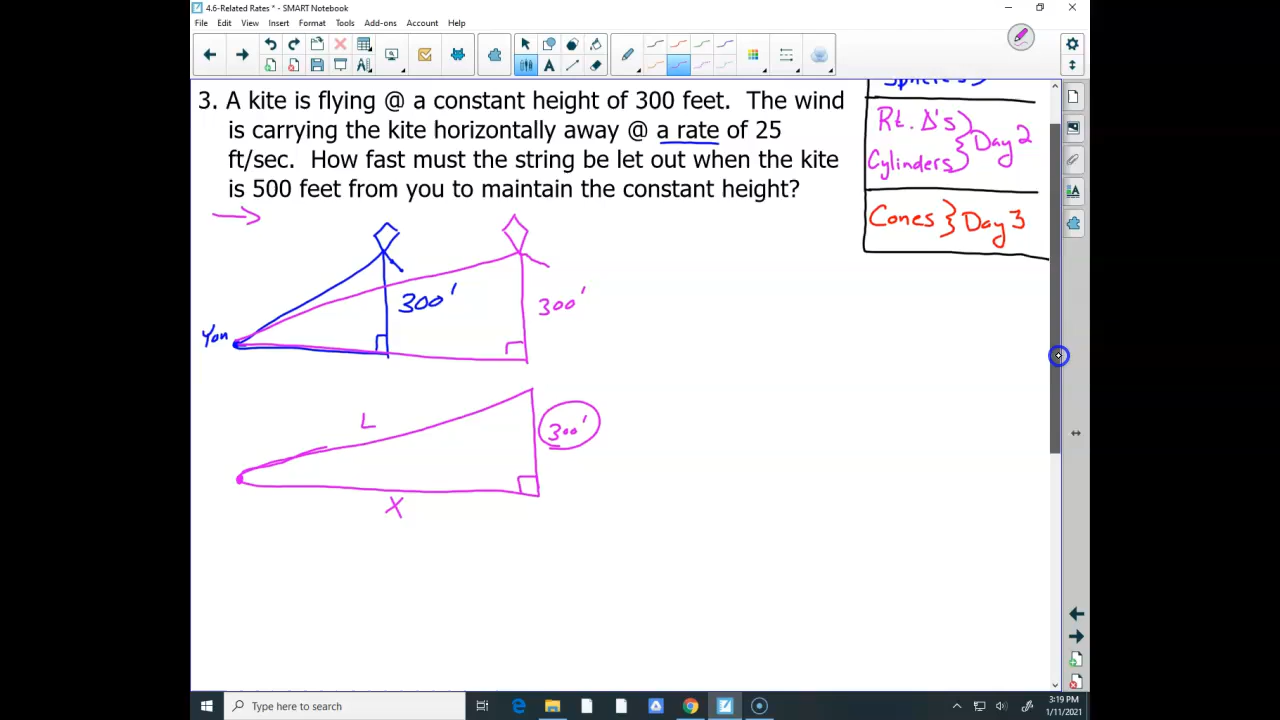 4.6-Related Rates * - SMART Notebook
File Edit View Insert Format Tools Add-ons Account Help
3. A kite is flying @ a constant height of 300 feet. The wind
is carrying the kite horizontally away @ a rate of 25
ft/sec. How fast must the string be let out when the kite
is 500 feet from you to maintain the constant height?
Spheres
Rt. Δ's } Day 2
Cylinders
Cones } Day 3
You
300'
300'
L
300'
X
Type here to search
3:19 PM
1/11/2021